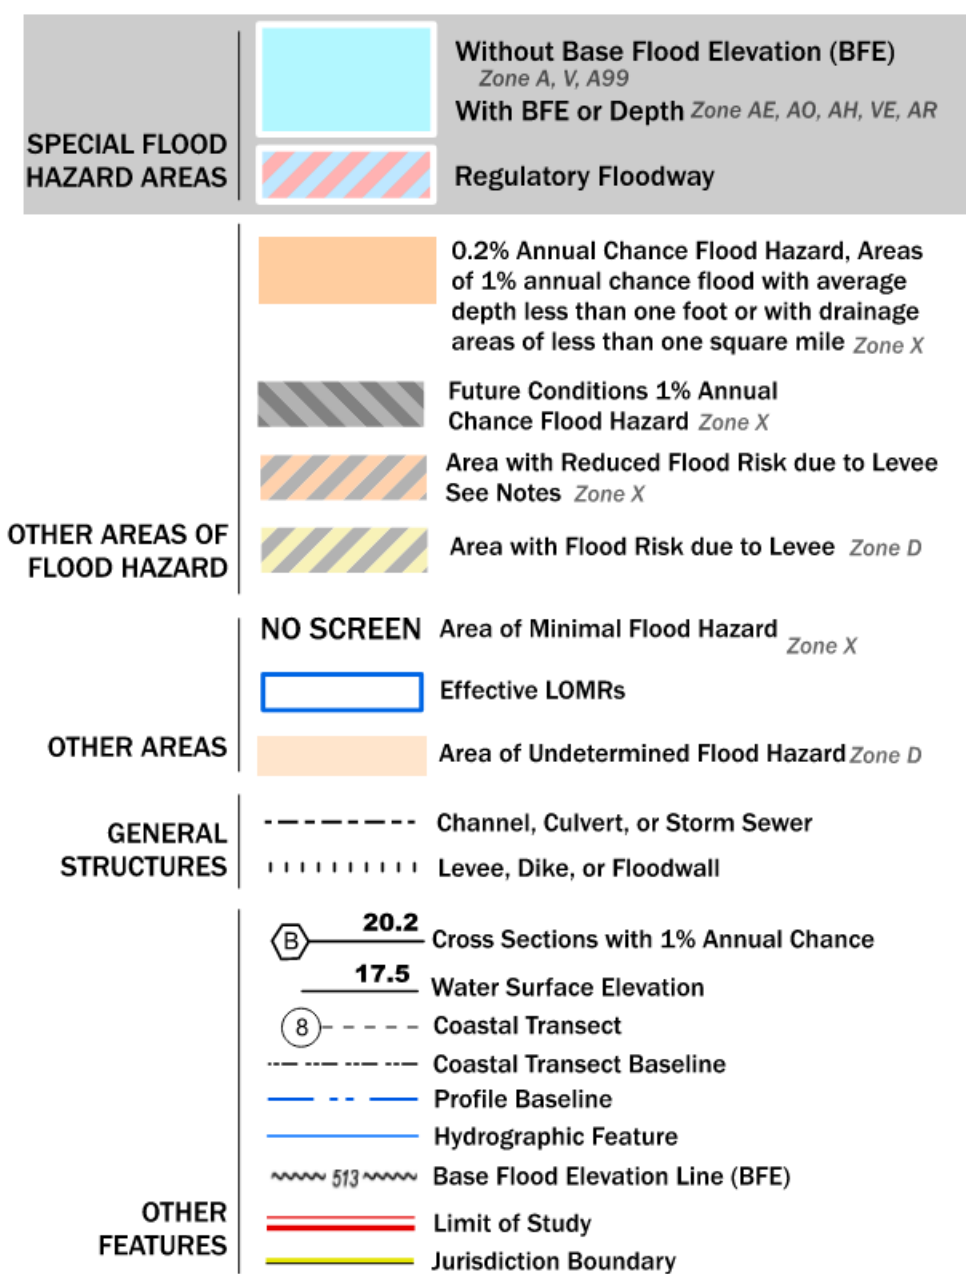 SPECIAL FLOOD
HAZARD AREAS
Without Base Flood Elevation (BFE)
Zone A, V, A99
With BFE or Depth Zone AE, AO, AH, VE, AR
Regulatory Floodway
OTHER AREAS OF
FLOOD HAZARD
0.2% Annual Chance Flood Hazard, Areas
of 1% annual chance flood with average
depth less than one foot or with drainage
areas of less than one square mile Zone X
Future Conditions 1% Annual
Chance Flood Hazard Zone X
Area with Reduced Flood Risk due to Levee
See Notes Zone X
Area with Flood Risk due to Levee Zone D
OTHER AREAS
NO SCREEN Area of Minimal Flood Hazard Zone X
Effective LOMRs
Area of Undetermined Flood Hazard Zone D
GENERAL
STRUCTURES
Channel, Culvert, or Storm Sewer
Levee, Dike, or Floodwall
OTHER
FEATURES
B 20.2 Cross Sections with 1% Annual Chance
17.5 Water Surface Elevation
8 Coastal Transect
Coastal Transect Baseline
Profile Baseline
Hydrographic Feature
513 Base Flood Elevation Line (BFE)
Limit of Study
Jurisdiction Boundary